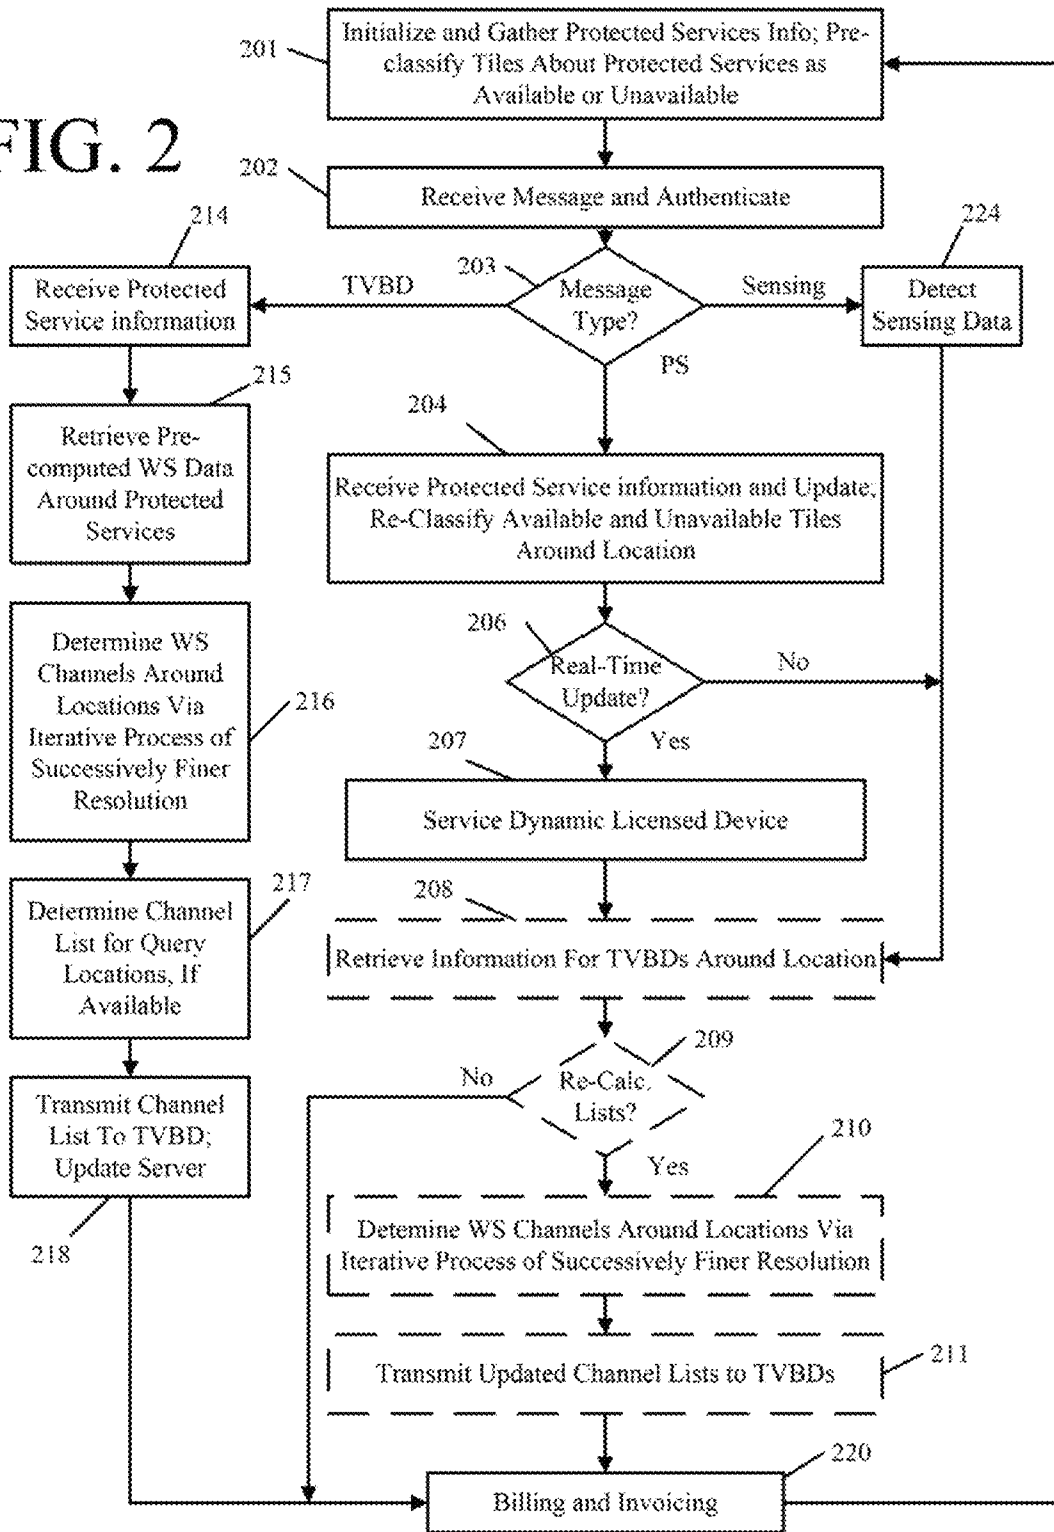 Initialize and Gather Protected Services Info; Pre-
classify Tiles About Protected Services as
Available or Unavailable
201
FIG. 2
202
Receive Message and Authenticate
214
224
203
Receive Protected
Service information
TVBD
Message
Type?
Sensing
Detect
Sensing Data
PS
215
204
Retrieve Pre-
computed WS Data
Around Protected
Services
Receive Protected Service information and Update;
Re-Classify Available and Unavailable Tiles
Around Location
206
Real-Time
Update?
No
Yes
Determine WS
Channels Around
Locations Via
Iterative Process of
Successively Finer
Resolution
216
207
Service Dynamic Licensed Device
217
208
Determine Channel
List for Query
Locations, If
Available
Retrieve Information For TVBDs Around Location
209
No
Re-Calc.
Lists?
Yes
Transmit Channel
List To TVBD;
Update Server
218
210
Detemine WS Channels Around Locations Via
Iterative Process of Successively Finer Resolution
Transmit Updated Channel Lists to TVBDs
211
220
Billing and Invoicing